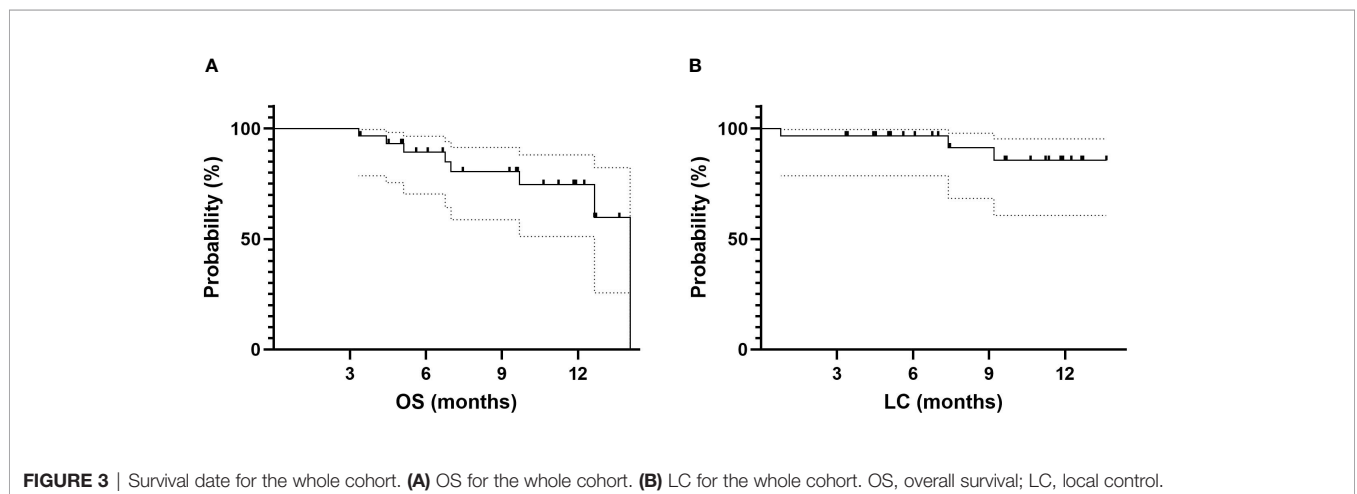 A
B
Probability (%)
100
50
0
3 6 9 12
OS (months)
Probability (%)
100
50
0
3 6 9 12
LC (months)
FIGURE 3 | Survival date for the whole cohort. (A) OS for the whole cohort. (B) LC for the whole cohort. OS, overall survival; LC, local control.